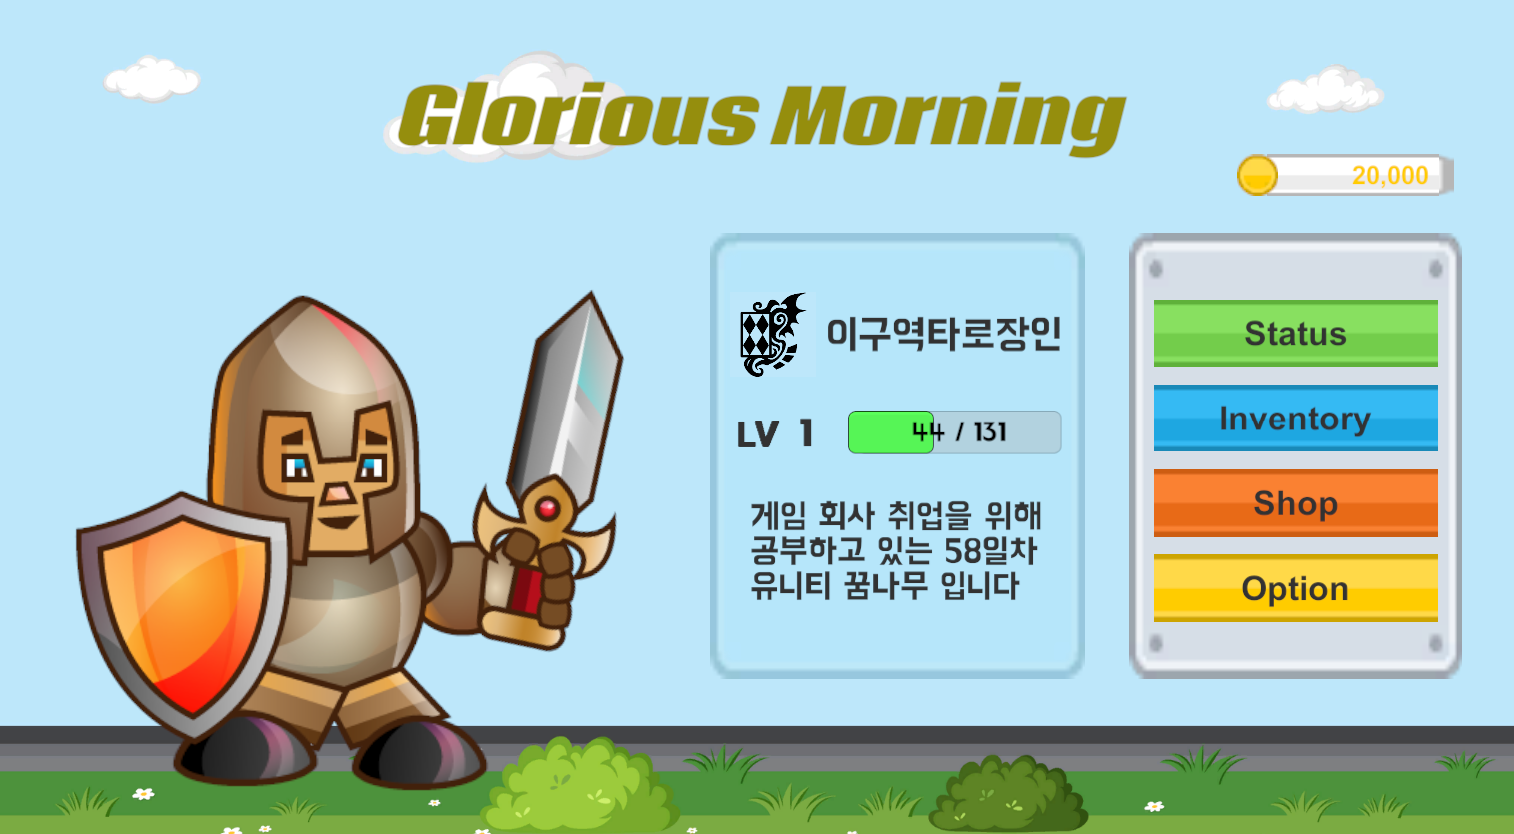 Glorious Morning
20,000
이구역타로장인
LV 1
44 / 131
게임 회사 취업을 위해
공부하고 있는 58일차
유니티 꿈나무 입니다
Status
Inventory
Shop
Option